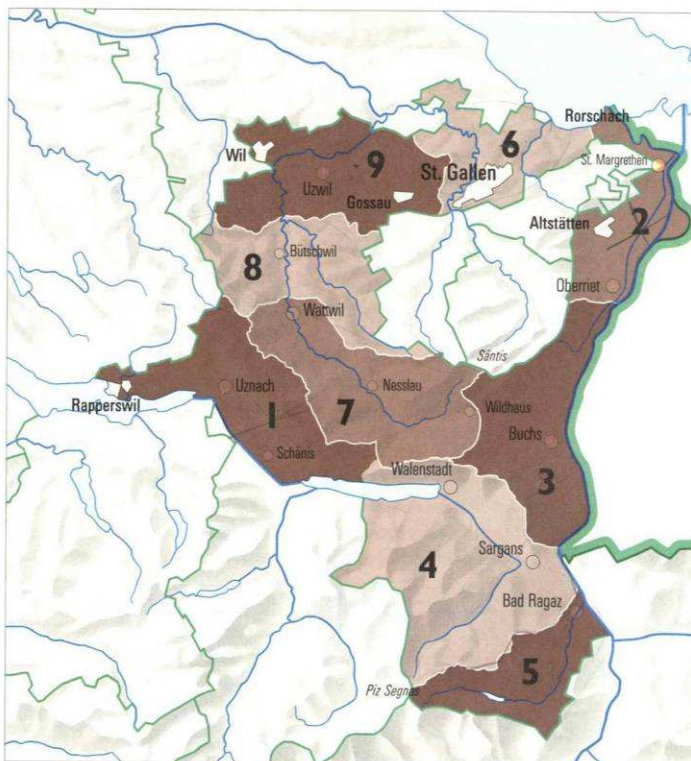 Rorschach
6
Wil
9
St. Margrethen
St. Gallen
Uzwil
Gossau
Altstätten
2
8
Bütschwil
Oberriet
Wattwil
Säntis
Uznach
Nesslau
Rapperswil
1
7
Wildhaus
Buchs
Schänis
Walenstadt
3
4
Sargans
Bad Ragaz
5
Piz Segnas